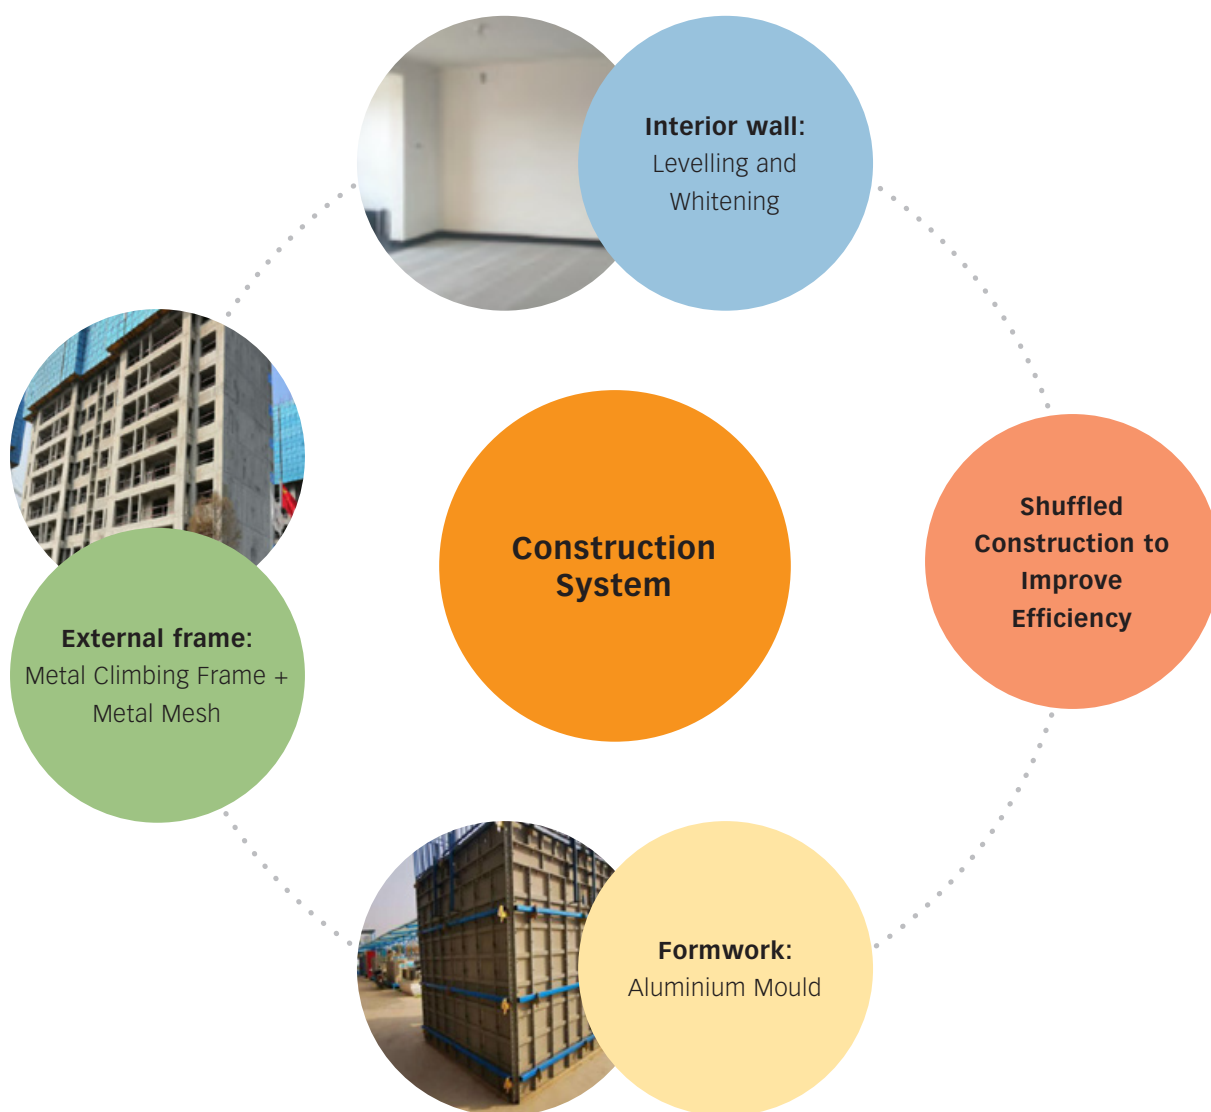 Interior wall:
Levelling and
Whitening
Construction
System
Shuffled
Construction to
Improve
Efficiency
External frame:
Metal Climbing Frame +
Metal Mesh
Formwork:
Aluminium Mould